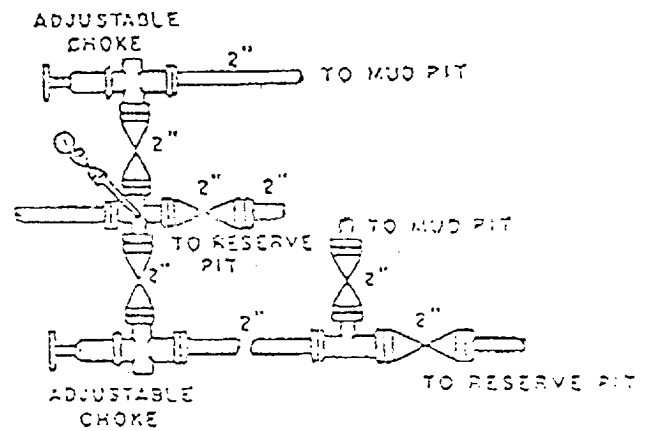 ADJUSTABLE
CHOKE
2"
TO MUD PIT
2"
2"
2"
TO RESERVE
PIT
TO MUD PIT
2"
2"
2"
2"
TO RESERVE PIT
ADJUSTABLE
CHOKE